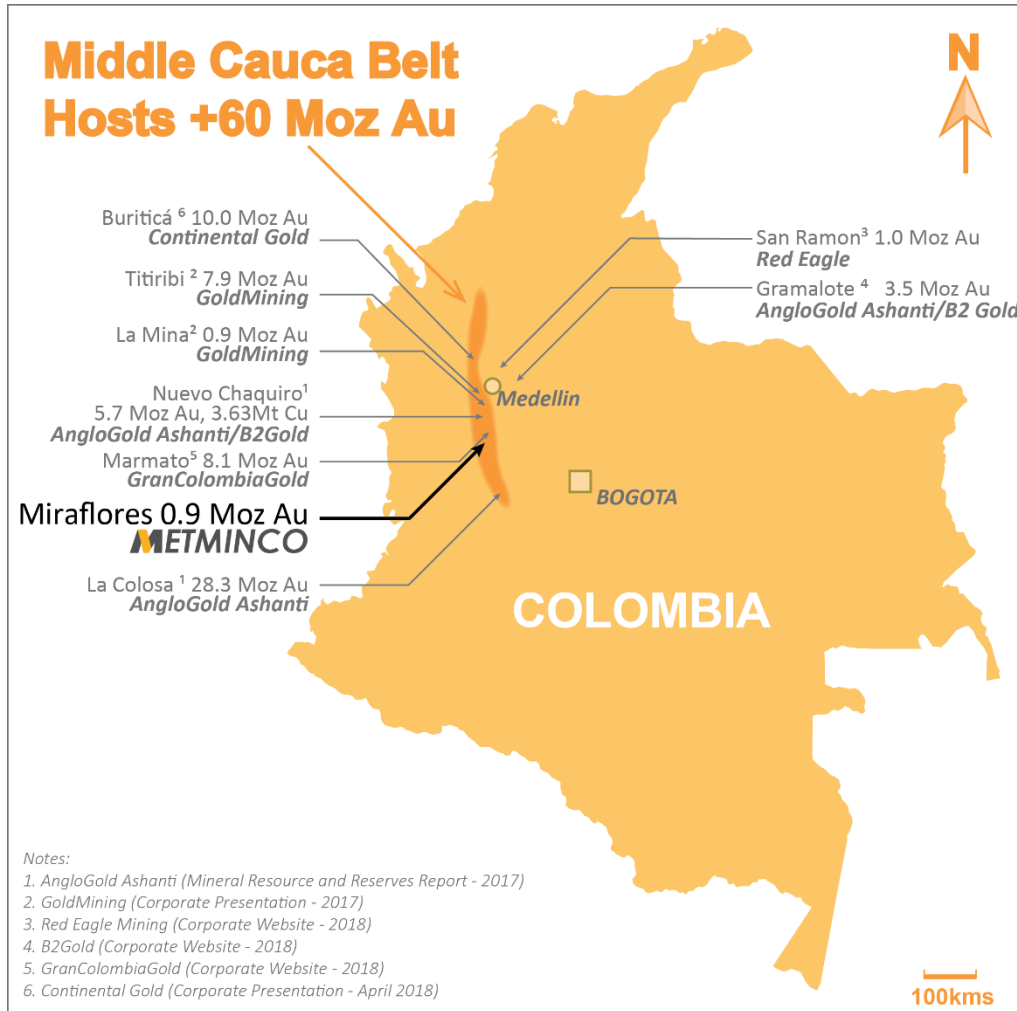 Middle Cauca Belt
Hosts +60 Moz Au
N
Buriticá ⁶ 10.0 Moz Au
Continental Gold
Titiribi ² 7.9 Moz Au
GoldMining
La Mina² 0.9 Moz Au
GoldMining
Nuevo Chaquiro¹
5.7 Moz Au, 3.63Mt Cu
AngloGold Ashanti/B2Gold
Marmato⁵ 8.1 Moz Au
GranColombiaGold
Miraflores 0.9 Moz Au
METMINCO
La Colosa ¹ 28.3 Moz Au
AngloGold Ashanti
San Ramon³ 1.0 Moz Au
Red Eagle
Gramalote ⁴ 3.5 Moz Au
AngloGold Ashanti/B2 Gold
Medellin
BOGOTA
COLOMBIA
Notes:
1. AngloGold Ashanti (Mineral Resource and Reserves Report - 2017)
2. GoldMining (Corporate Presentation - 2017)
3. Red Eagle Mining (Corporate Website - 2018)
4. B2Gold (Corporate Website - 2018)
5. GranColombiaGold (Corporate Website - 2018)
6. Continental Gold (Corporate Presentation - April 2018)
100kms